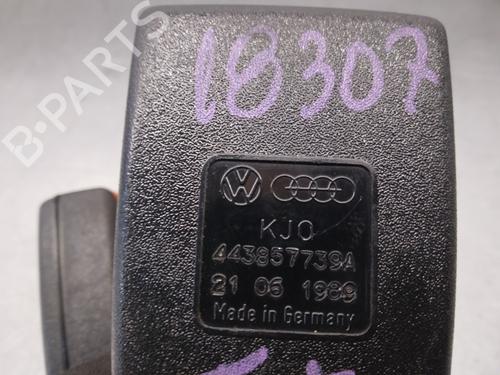 B-PARTS
18307
KJO
443857739A
21 06 1989
Made in Germany